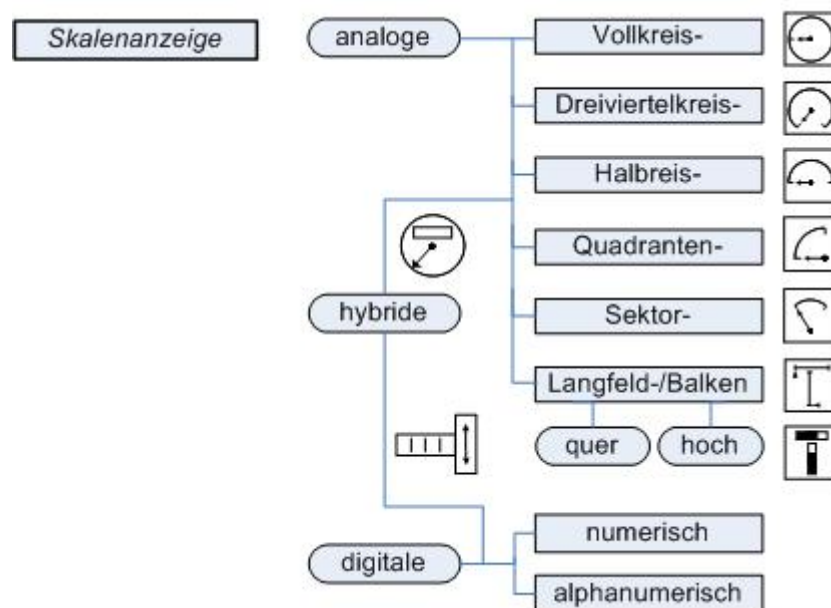 Skalenanzeige
analoge
Vollkreis-
Dreiviertelkreis-
Halbreis-
Quadranten-
hybride
Sektor-
Langfeld-/Balken
quer
hoch
digitale
numerisch
alphanumerisch